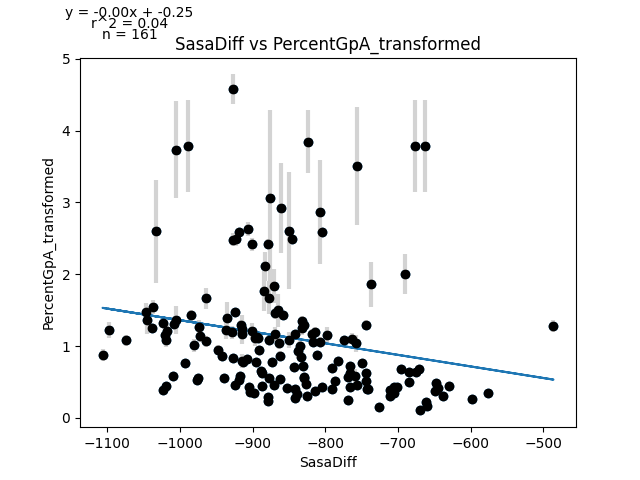 y = -0.00x + -0.25
r^2 = 0.04
n = 161
SasaDiff vs PercentGpA_transformed
PercentGpA_transformed
5
4
3
2
1
0
−1100 −1000 −900 −800 −700 −600 −500
SasaDiff